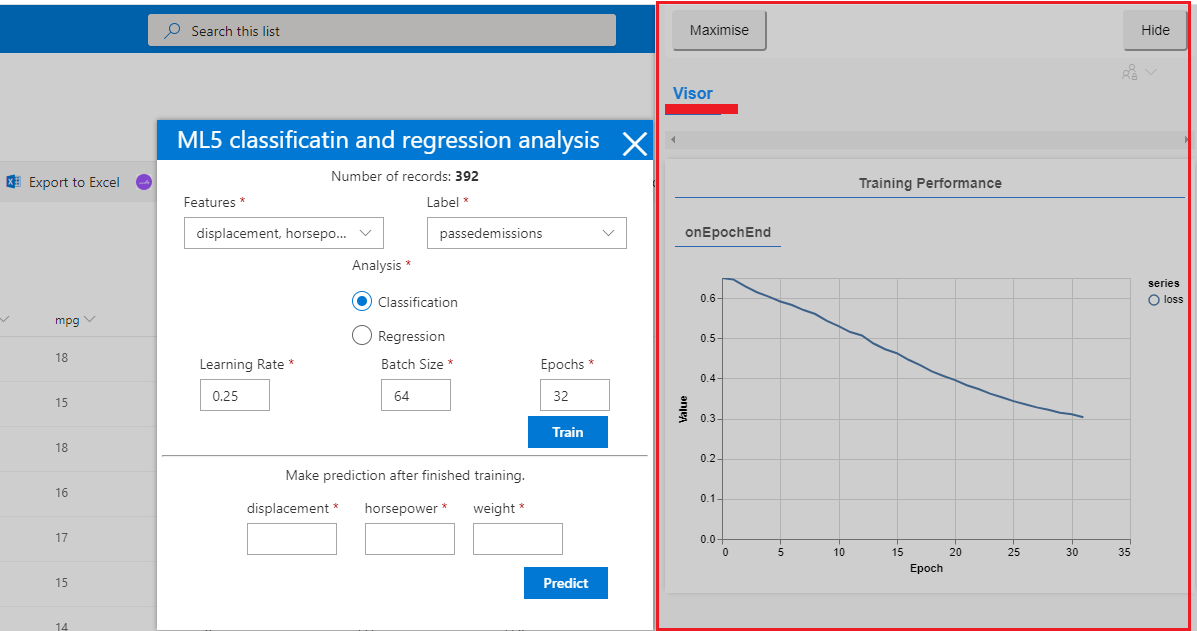 Search this list
Export to Excel
mpg
18
15
18
16
17
15
14
ML5 classificatin and regression analysis
Number of records: 392
Features *
Label *
displacement, horsepo...
passedemissions
Analysis *
Classification
Regression
Learning Rate *
Batch Size *
Epochs *
0.25
64
32
Train
Make prediction after finished training.
displacement *
horsepower *
weight *
Predict
Maximise
Hide
Visor
Training Performance
onEpochEnd
series
loss
0.6
0.5
0.4
0.3
0.2
0.1
0.0
Value
0 5 10 15 20 25 30 35
Epoch